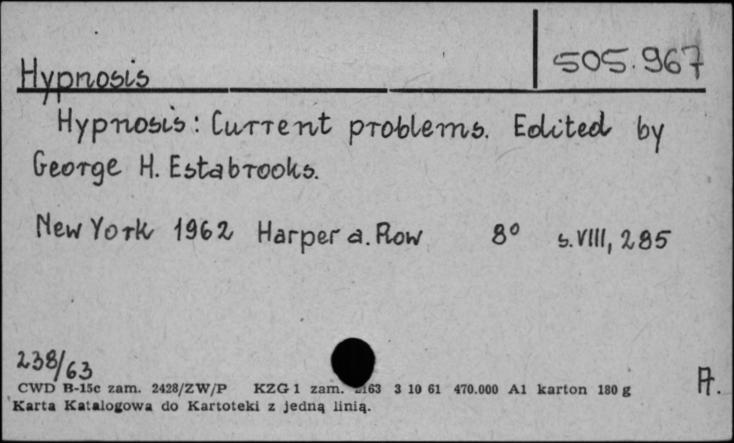 505.967
Hypnosis
Hypnosis: Current problems. Edited by
George H. Estabrooks.
New York 1962 Harper a. Row 8° s. VIII, 285
238/63
CWD B-15c zam. 2428/ZW/P KZG 1 zam. 2163 3 10 61 470.000 A1 karton 180 g
Karta Katalogowa do Kartoteki z jedną linią.